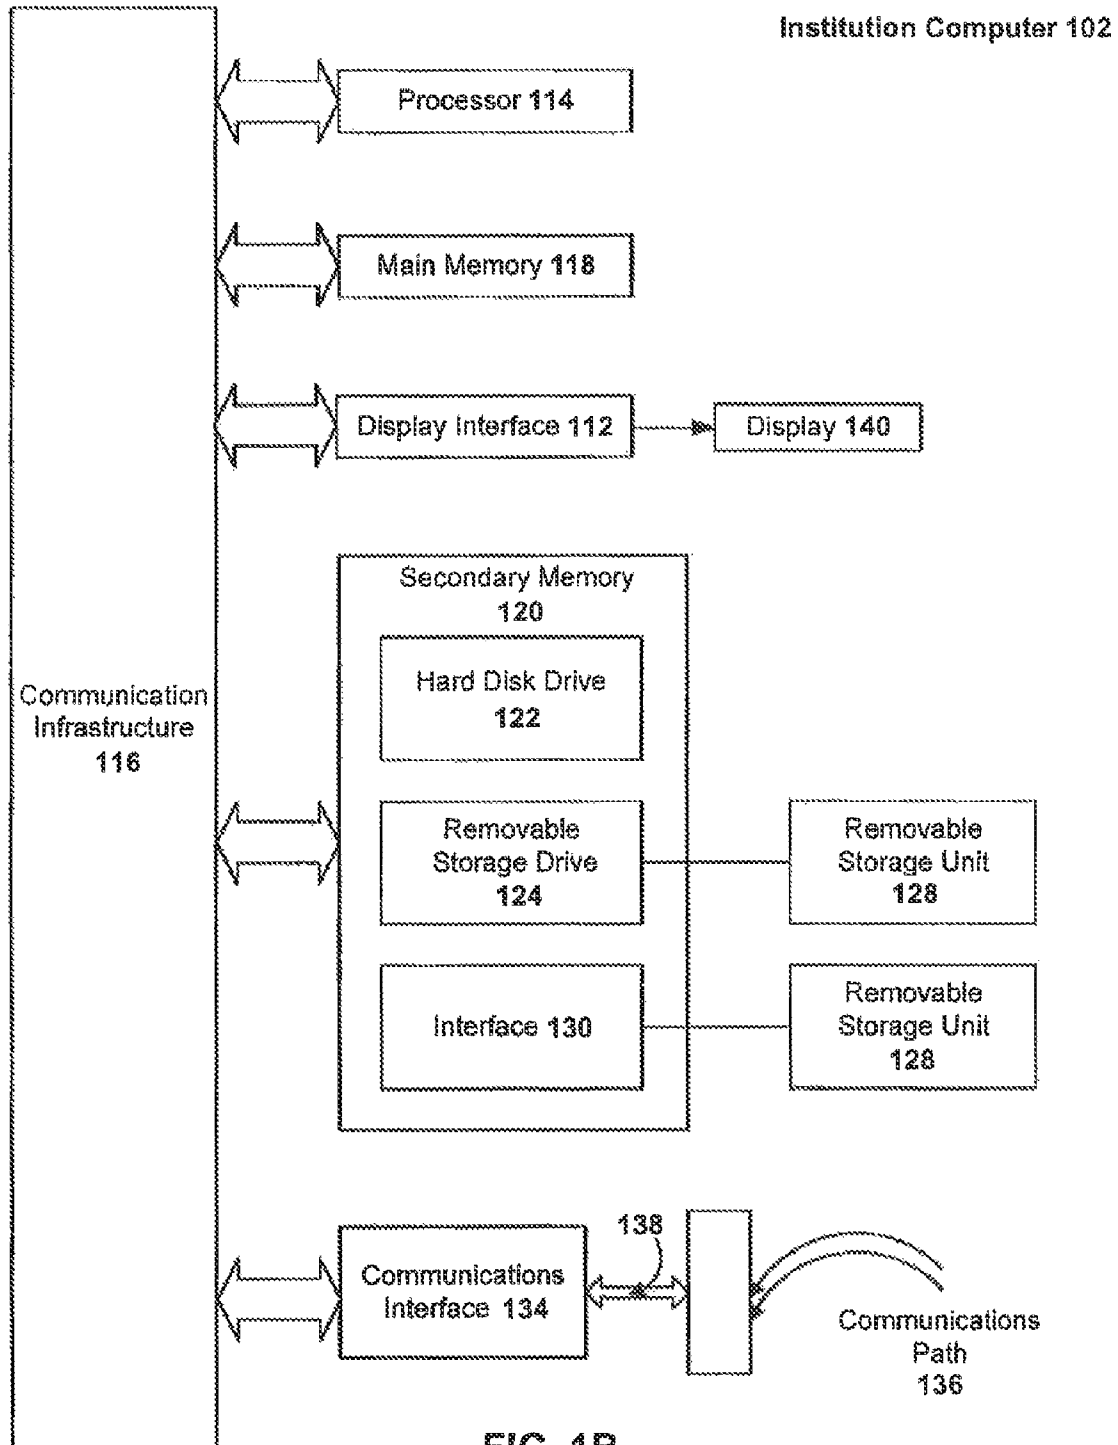 Institution Computer 102
Processor 114
Main Memory 118
Display Interface 112
Display 140
Secondary Memory
120
Hard Disk Drive
122
Communication
Infrastructure
116
Removable
Storage Drive
124
Removable
Storage Unit
128
Interface 130
Removable
Storage Unit
128
138
Communications
Interface 134
Communications
Path
136
FIG. 1B